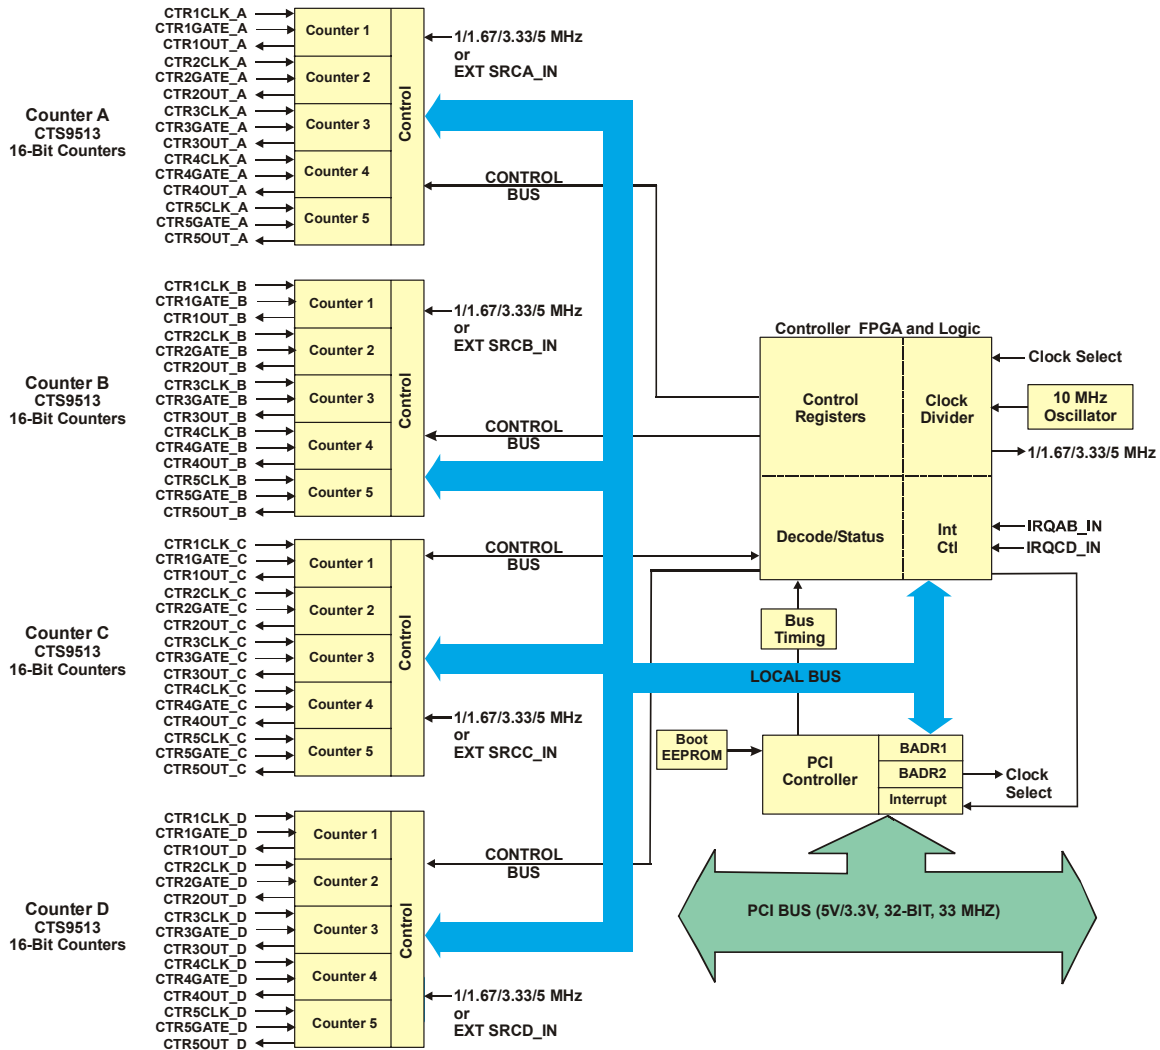 Counter A
CTS9513
16-Bit Counters
CTR1CLK_A
CTR1GATE_A
CTR1OUT_A
CTR2CLK_A
CTR2GATE_A
CTR2OUT_A
CTR3CLK_A
CTR3GATE_A
CTR3OUT_A
CTR4CLK_A
CTR4GATE_A
CTR4OUT_A
CTR5CLK_A
CTR5GATE_A
CTR5OUT_A
Counter 1
Counter 2
Counter 3
Counter 4
Counter 5
Control
1/1.67/3.33/5 MHz
or
EXT SRCA_IN
CONTROL
BUS
Counter B
CTS9513
16-Bit Counters
CTR1CLK_B
CTR1GATE_B
CTR1OUT_B
CTR2CLK_B
CTR2GATE_B
CTR2OUT_B
CTR3CLK_B
CTR3GATE_B
CTR3OUT_B
CTR4CLK_B
CTR4GATE_B
CTR4OUT_B
CTR5CLK_B
CTR5GATE_B
CTR5OUT_B
Counter 1
Counter 2
Counter 3
Counter 4
Counter 5
Control
1/1.67/3.33/5 MHz
or
EXT SRCB_IN
CONTROL
BUS
Counter C
CTS9513
16-Bit Counters
CTR1CLK_C
CTR1GATE_C
CTR1OUT_C
CTR2CLK_C
CTR2GATE_C
CTR2OUT_C
CTR3CLK_C
CTR3GATE_C
CTR3OUT_C
CTR4CLK_C
CTR4GATE_C
CTR4OUT_C
CTR5CLK_C
CTR5GATE_C
CTR5OUT_C
Counter 1
Counter 2
Counter 3
Counter 4
Counter 5
Control
CONTROL
BUS
1/1.67/3.33/5 MHz
or
EXT SRCC_IN
Counter D
CTS9513
16-Bit Counters
CTR1CLK_D
CTR1GATE_D
CTR1OUT_D
CTR2CLK_D
CTR2GATE_D
CTR2OUT_D
CTR3CLK_D
CTR3GATE_D
CTR3OUT_D
CTR4CLK_D
CTR4GATE_D
CTR4OUT_D
CTR5CLK_D
CTR5GATE_D
CTR5OUT_D
Counter 1
Counter 2
Counter 3
Counter 4
Counter 5
Control
CONTROL
BUS
1/1.67/3.33/5 MHz
or
EXT SRCD_IN
Controller FPGA and Logic
Control
Registers
Clock
Divider
Decode/Status
Int
Ctl
Clock Select
10 MHz
Oscillator
1/1.67/3.33/5 MHz
IRQAB_IN
IRQCD_IN
Bus
Timing
LOCAL BUS
Boot
EEPROM
PCI
Controller
BADR1
BADR2
Interrupt
Clock
Select
PCI BUS (5V/3.3V, 32-BIT, 33 MHZ)